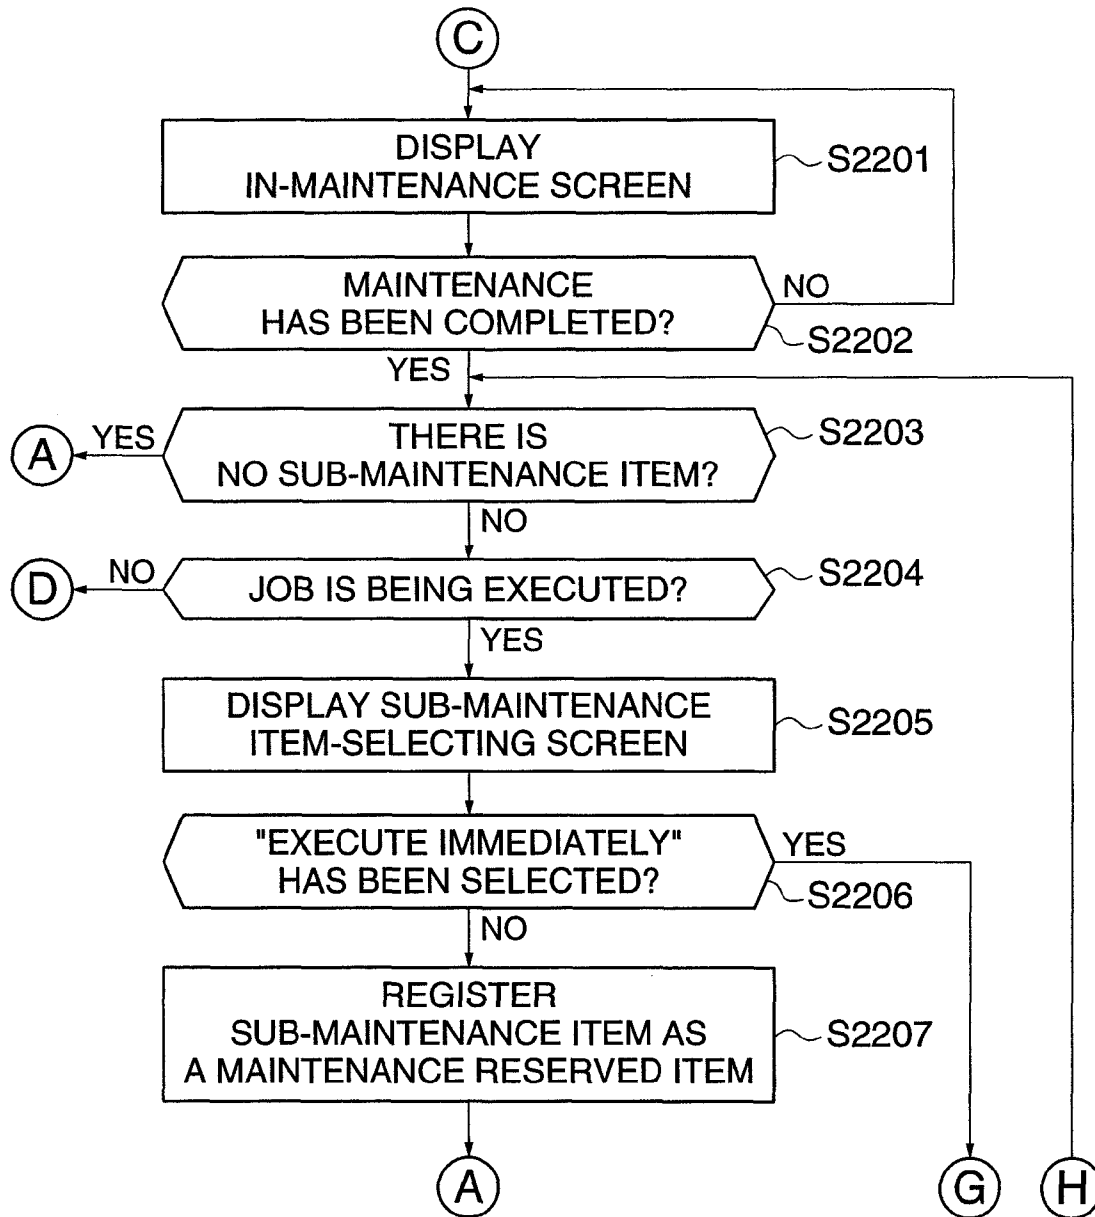 C
DISPLAY
IN-MAINTENANCE SCREEN
S2201
MAINTENANCE
HAS BEEN COMPLETED?
NO
S2202
YES
THERE IS
NO SUB-MAINTENANCE ITEM?
S2203
YES
A
NO
JOB IS BEING EXECUTED?
S2204
NO
D
YES
DISPLAY SUB-MAINTENANCE
ITEM-SELECTING SCREEN
S2205
"EXECUTE IMMEDIATELY"
HAS BEEN SELECTED?
YES
S2206
NO
REGISTER
SUB-MAINTENANCE ITEM AS
A MAINTENANCE RESERVED ITEM
S2207
A
G
H